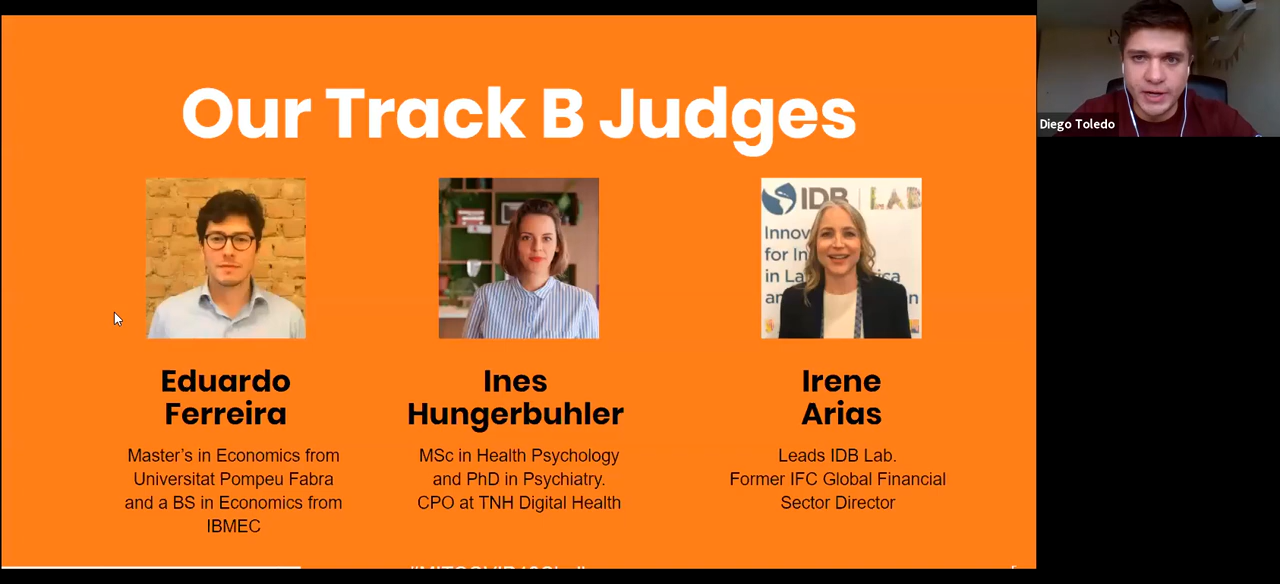 Our Track B Judges
Diego Toledo
IDB LAB
Innov
for In
in La ica
an n
Eduardo
Ferreira
Ines
Hungerbuhler
Irene
Arias
Master's in Economics from
Universitat Pompeu Fabra
and a BS in Economics from
IBMEC
MSc in Health Psychology
and PhD in Psychiatry.
CPO at TNH Digital Health
Leads IDB Lab.
Former IFC Global Financial
Sector Director